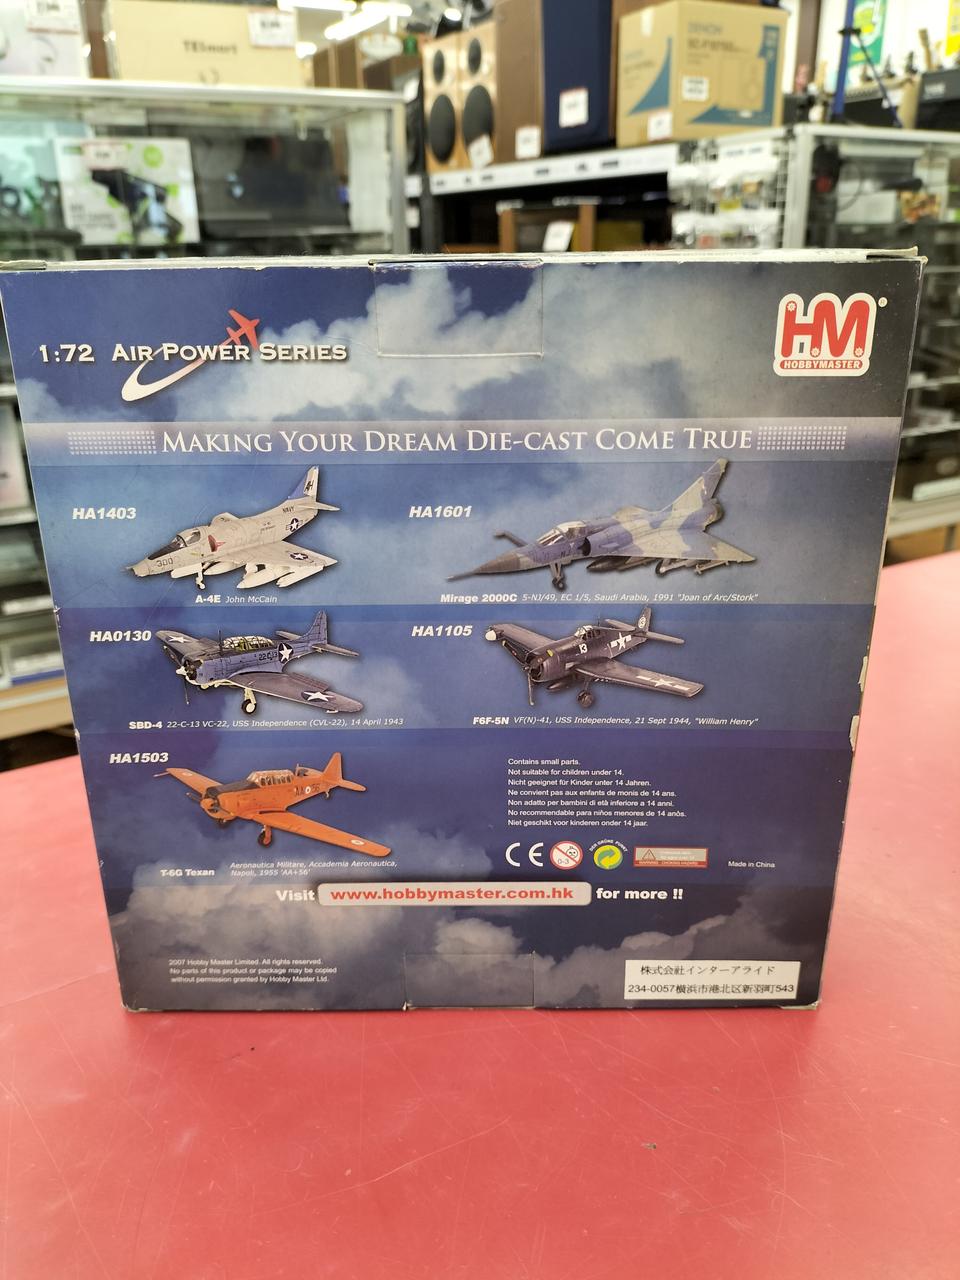 TESmart
DENON
1:72 AIR POWER SERIES
HM
HOBBYMASTER
MAKING YOUR DREAM DIE-CAST COME TRUE
HA1403
A-4E John McCain
HA1601
Mirage 2000C 5-NJ/49, EC 1/5, Saudi Arabia, 1991 "Joan of Arc/Stork"
HA0130
SBD-4 22-C-13 VC-22, USS Independence (CVL-22), 14 April 1943
HA1105
F6F-5N VF(N)-41, USS Independence, 21 Sept 1944, "William Henry"
HA1503
T-6G Texan
Aeronautica Militare, Accademia Aeronautica,
Napoli, 1955 'AA+56'
Contains small parts.
Not suitable for children under 14.
Nicht geeignet für Kinder unter 14 Jahren.
Ne convient pas aux enfants de monis de 14 ans.
Non adatto per bambini di età inferiore a 14 anni.
No recommendable para niños menores de 14 anõs.
Niet geschikt voor kinderen onder 14 jaar.
CE
0-3
DER GRÜNE PUNKT
Made in China
Visit www.hobbymaster.com.hk for more !!
2007 Hobby Master Limited. All rights reserved.
No parts of this product or package may be copied
without permission granted by Hobby Master Ltd.
株式会社インターアライド
234-0057横浜市港北区新羽町543